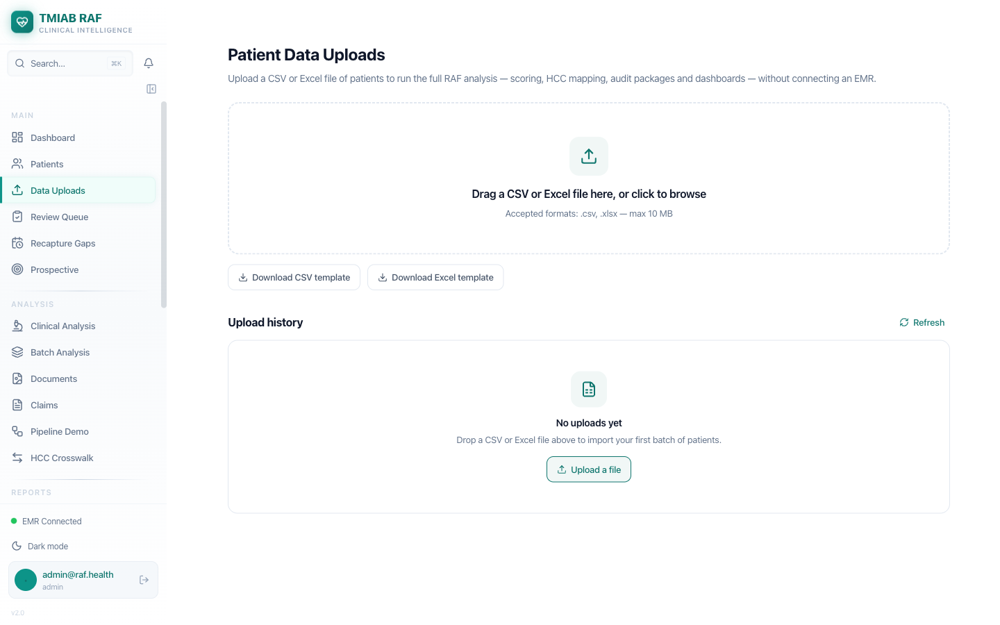 TMIAB RAF
CLINICAL INTELLIGENCE
Search...
⌘K
MAIN
Dashboard
Patients
Data Uploads
Review Queue
Recapture Gaps
Prospective
ANALYSIS
Clinical Analysis
Batch Analysis
Documents
Claims
Pipeline Demo
HCC Crosswalk
REPORTS
EMR Connected
Dark mode
admin@raf.health
admin
v2.0
Patient Data Uploads
Upload a CSV or Excel file of patients to run the full RAF analysis — scoring, HCC mapping, audit packages and dashboards — without connecting an EMR.
Drag a CSV or Excel file here, or click to browse
Accepted formats: .csv, .xlsx — max 10 MB
Download CSV template
Download Excel template
Upload history
Refresh
No uploads yet
Drop a CSV or Excel file above to import your first batch of patients.
Upload a file